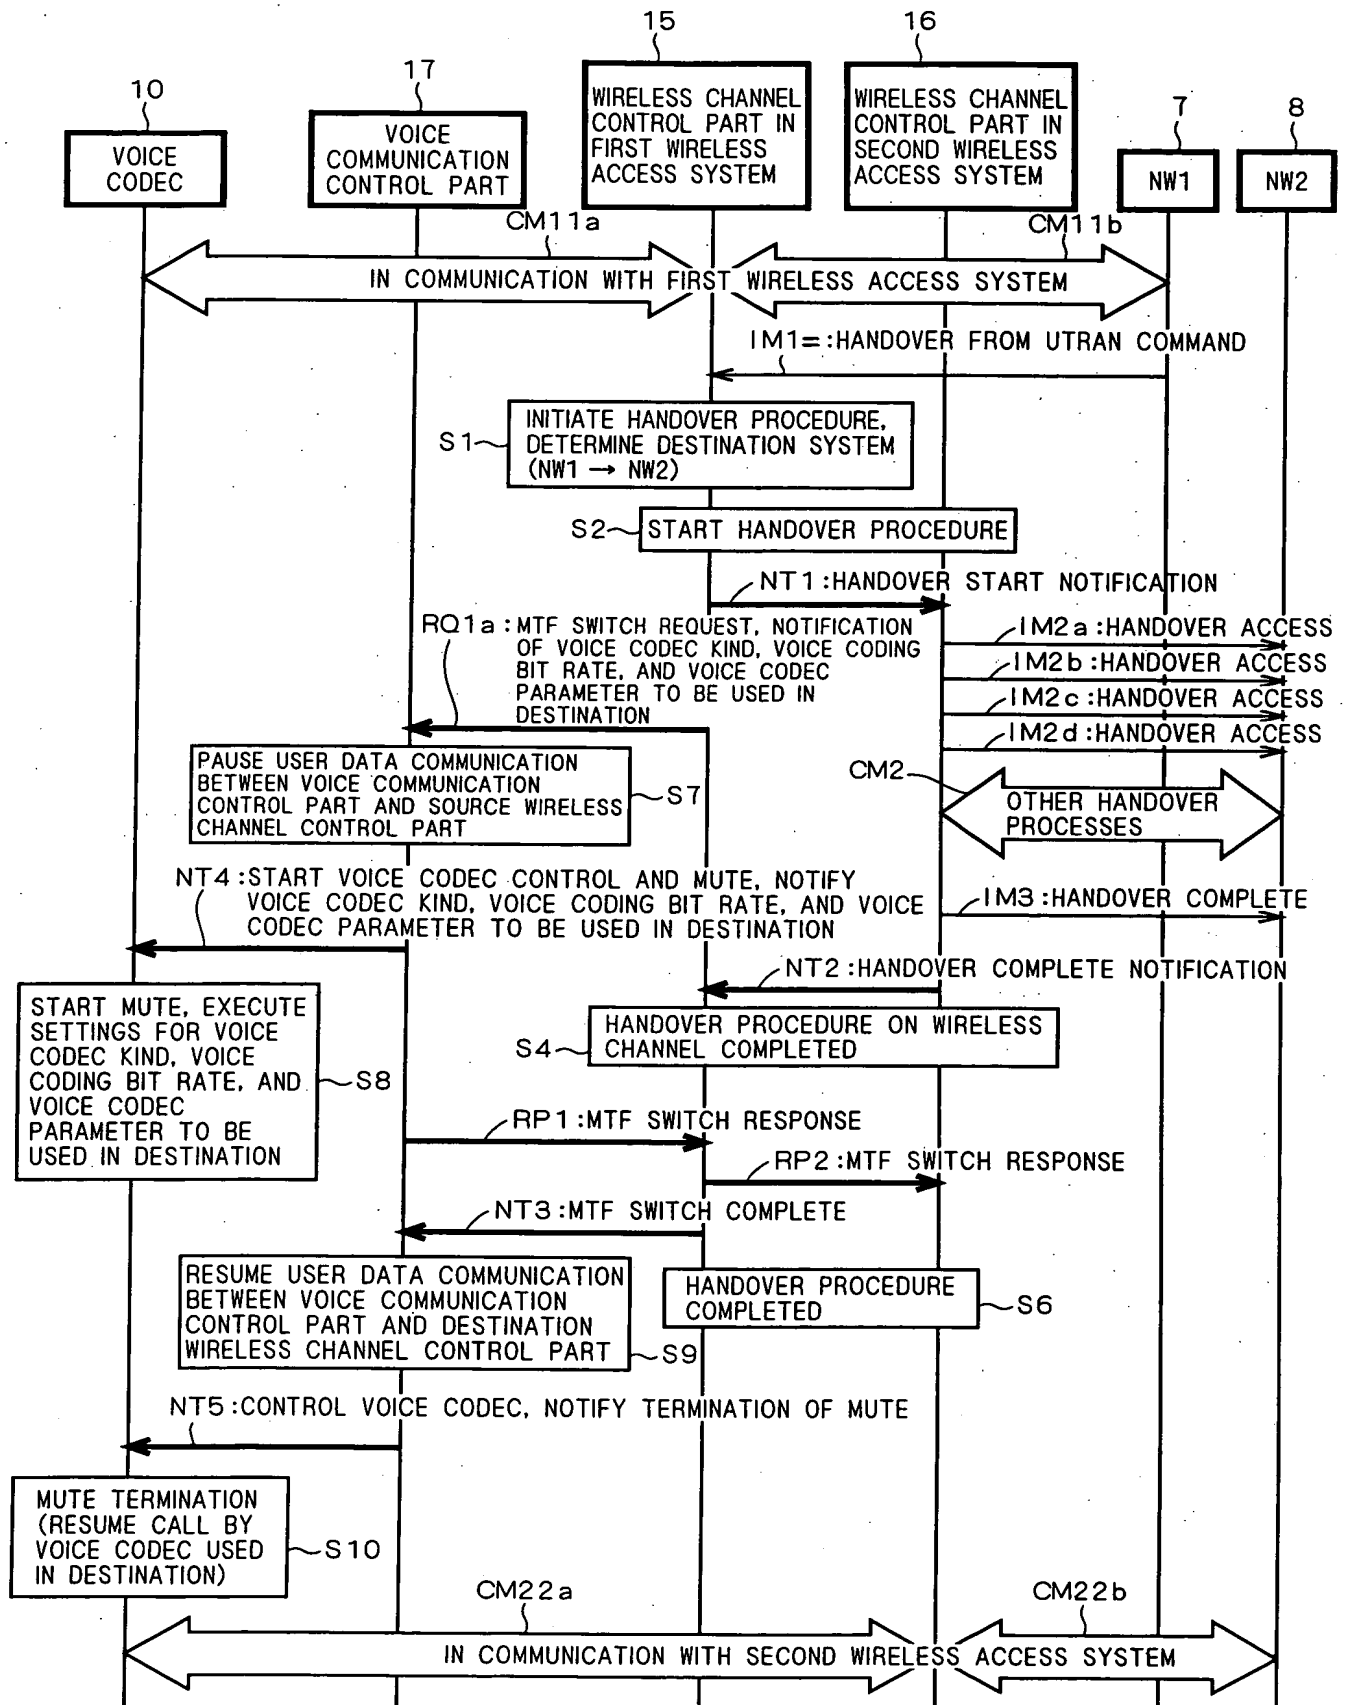 15
16
17
10
7
8
WIRELESS CHANNEL
CONTROL PART IN
FIRST WIRELESS
ACCESS SYSTEM
WIRELESS CHANNEL
CONTROL PART IN
SECOND WIRELESS
ACCESS SYSTEM
VOICE
COMMUNICATION
CONTROL PART
VOICE
CODEC
NW1
NW2
CM11a
CM11b
IN COMMUNICATION WITH FIRST WIRELESS ACCESS SYSTEM
IM1=:HANDOVER FROM UTRAN COMMAND
S1
INITIATE HANDOVER PROCEDURE,
DETERMINE DESTINATION SYSTEM
(NW1 → NW2)
S2
START HANDOVER PROCEDURE
NT1:HANDOVER START NOTIFICATION
RQ1a:MTF SWITCH REQUEST, NOTIFICATION
OF VOICE CODEC KIND, VOICE CODING
BIT RATE, AND VOICE CODEC
PARAMETER TO BE USED IN
DESTINATION
IM2a:HANDOVER ACCESS
IM2b:HANDOVER ACCESS
IM2c:HANDOVER ACCESS
IM2d:HANDOVER ACCESS
PAUSE USER DATA COMMUNICATION
BETWEEN VOICE COMMUNICATION
CONTROL PART AND SOURCE WIRELESS
CHANNEL CONTROL PART
S7
CM2
OTHER HANDOVER
PROCESSES
NT4:START VOICE CODEC CONTROL AND MUTE, NOTIFY
VOICE CODEC KIND, VOICE CODING BIT RATE, AND VOICE
CODEC PARAMETER TO BE USED IN DESTINATION
IM3:HANDOVER COMPLETE
NT2:HANDOVER COMPLETE NOTIFICATION
START MUTE, EXECUTE
SETTINGS FOR VOICE
CODEC KIND, VOICE
CODING BIT RATE, AND
VOICE CODEC
PARAMETER TO BE
USED IN DESTINATION
S8
S4
HANDOVER PROCEDURE ON WIRELESS
CHANNEL COMPLETED
RP1:MTF SWITCH RESPONSE
RP2:MTF SWITCH RESPONSE
NT3:MTF SWITCH COMPLETE
RESUME USER DATA COMMUNICATION
BETWEEN VOICE COMMUNICATION
CONTROL PART AND DESTINATION
WIRELESS CHANNEL CONTROL PART
S9
HANDOVER PROCEDURE
COMPLETED
S6
NT5:CONTROL VOICE CODEC, NOTIFY TERMINATION OF MUTE
MUTE TERMINATION
(RESUME CALL BY
VOICE CODEC USED
IN DESTINATION)
S10
CM22a
CM22b
IN COMMUNICATION WITH SECOND WIRELESS ACCESS SYSTEM